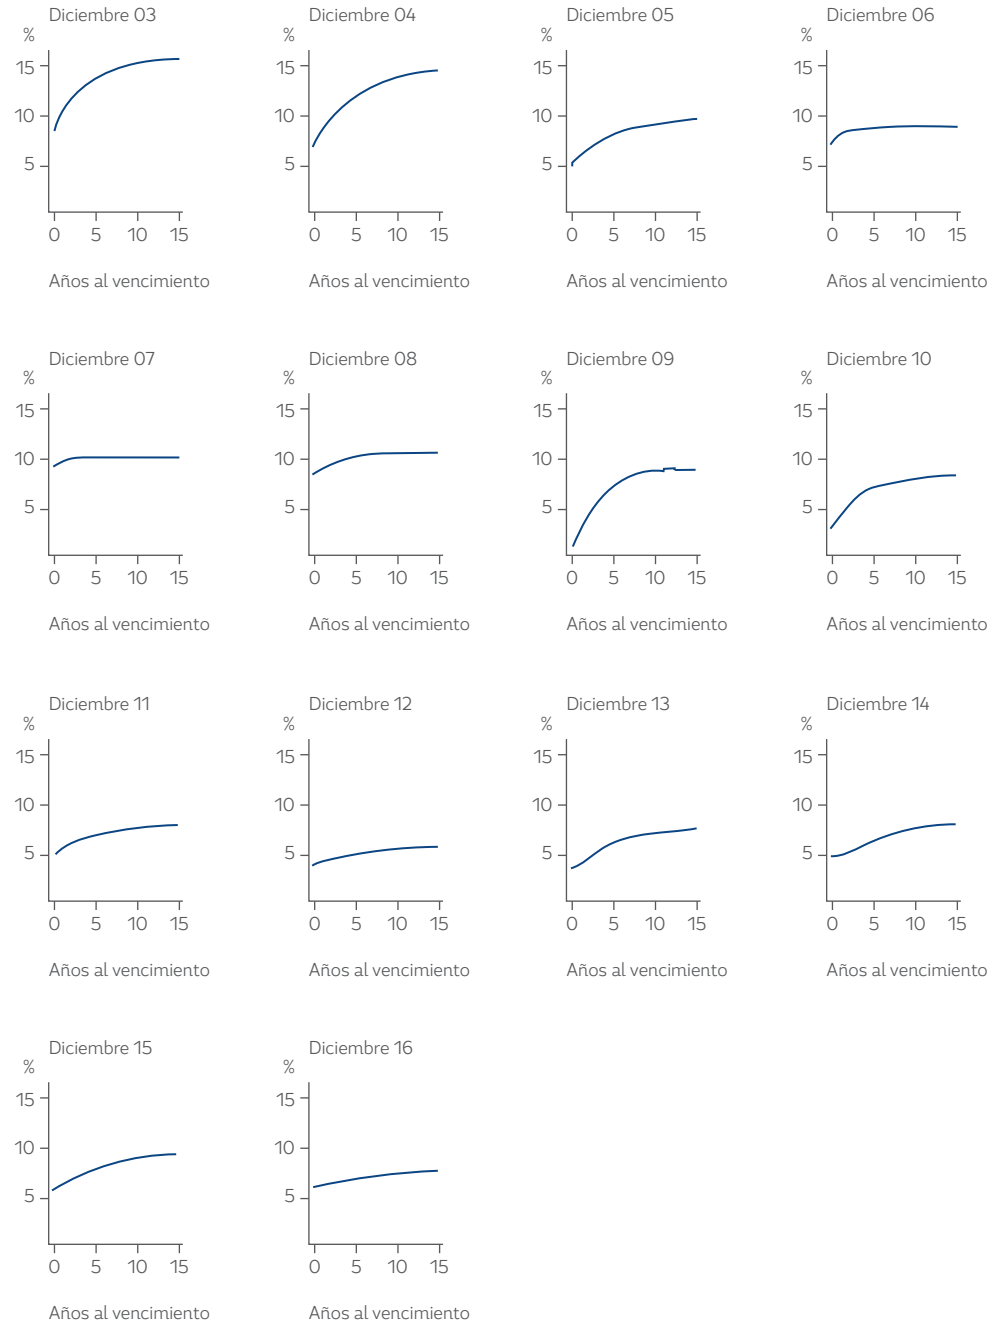 Diciembre 03
%
15
10
5
0 5 10 15
Años al vencimiento
Diciembre 04
%
15
10
5
0 5 10 15
Años al vencimiento
Diciembre 05
%
15
10
5
0 5 10 15
Años al vencimiento
Diciembre 06
%
15
10
5
0 5 10 15
Años al vencimiento
Diciembre 07
%
15
10
5
0 5 10 15
Años al vencimiento
Diciembre 08
%
15
10
5
0 5 10 15
Años al vencimiento
Diciembre 09
%
15
10
5
0 5 10 15
Años al vencimiento
Diciembre 10
%
15
10
5
0 5 10 15
Años al vencimiento
Diciembre 11
%
15
10
5
0 5 10 15
Años al vencimiento
Diciembre 12
%
15
10
5
0 5 10 15
Años al vencimiento
Diciembre 13
%
15
10
5
0 5 10 15
Años al vencimiento
Diciembre 14
%
15
10
5
0 5 10 15
Años al vencimiento
Diciembre 15
%
15
10
5
0 5 10 15
Años al vencimiento
Diciembre 16
%
15
10
5
0 5 10 15
Años al vencimiento